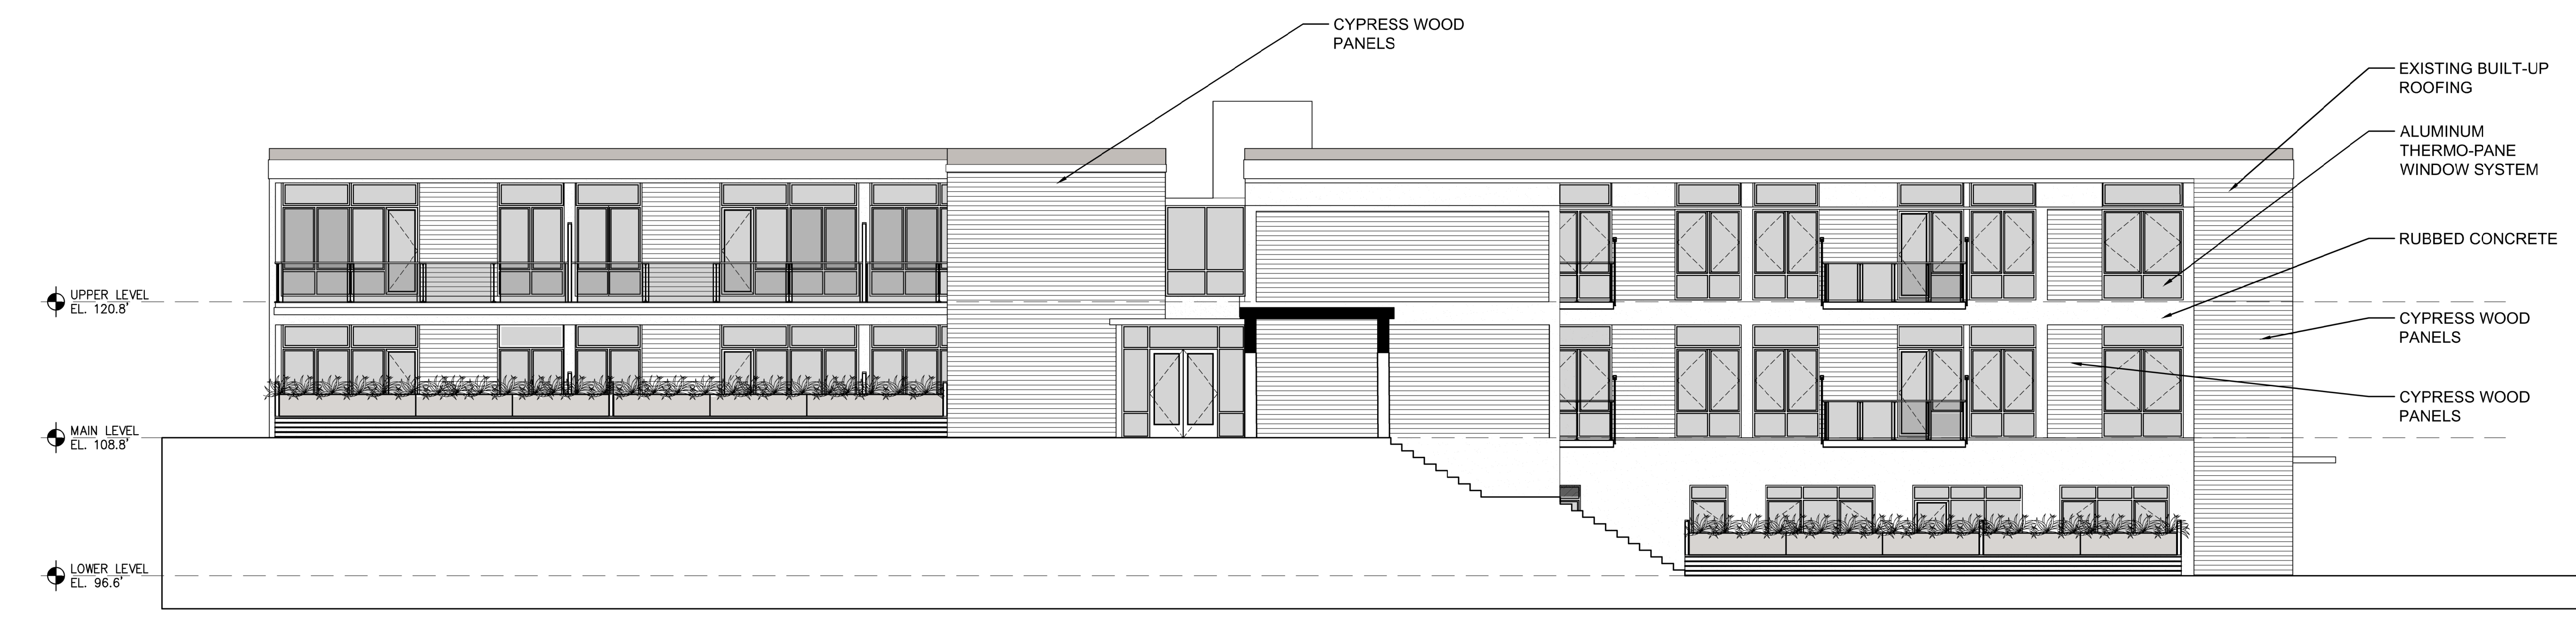 CYPRESS WOOD
PANELS
EXISTING BUILT-UP
ROOFING
ALUMINUM
THERMO-PANE
WINDOW SYSTEM
RUBBED CONCRETE
CYPRESS WOOD
PANELS
CYPRESS WOOD
PANELS
UPPER LEVEL
EL. 120.8'
MAIN LEVEL
EL. 108.8'
LOWER LEVEL
EL. 96.6'